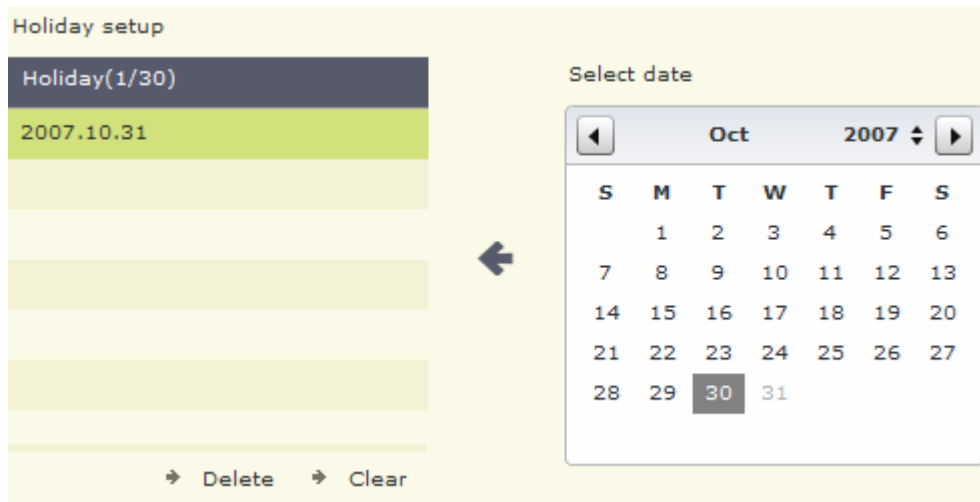 Holiday setup
Holiday(1/30)
2007.10.31
Delete Clear
Select date
Oct 2007
S M T W T F S
1 2 3 4 5 6
7 8 9 10 11 12 13
14 15 16 17 18 19 20
21 22 23 24 25 26 27
28 29 30 31